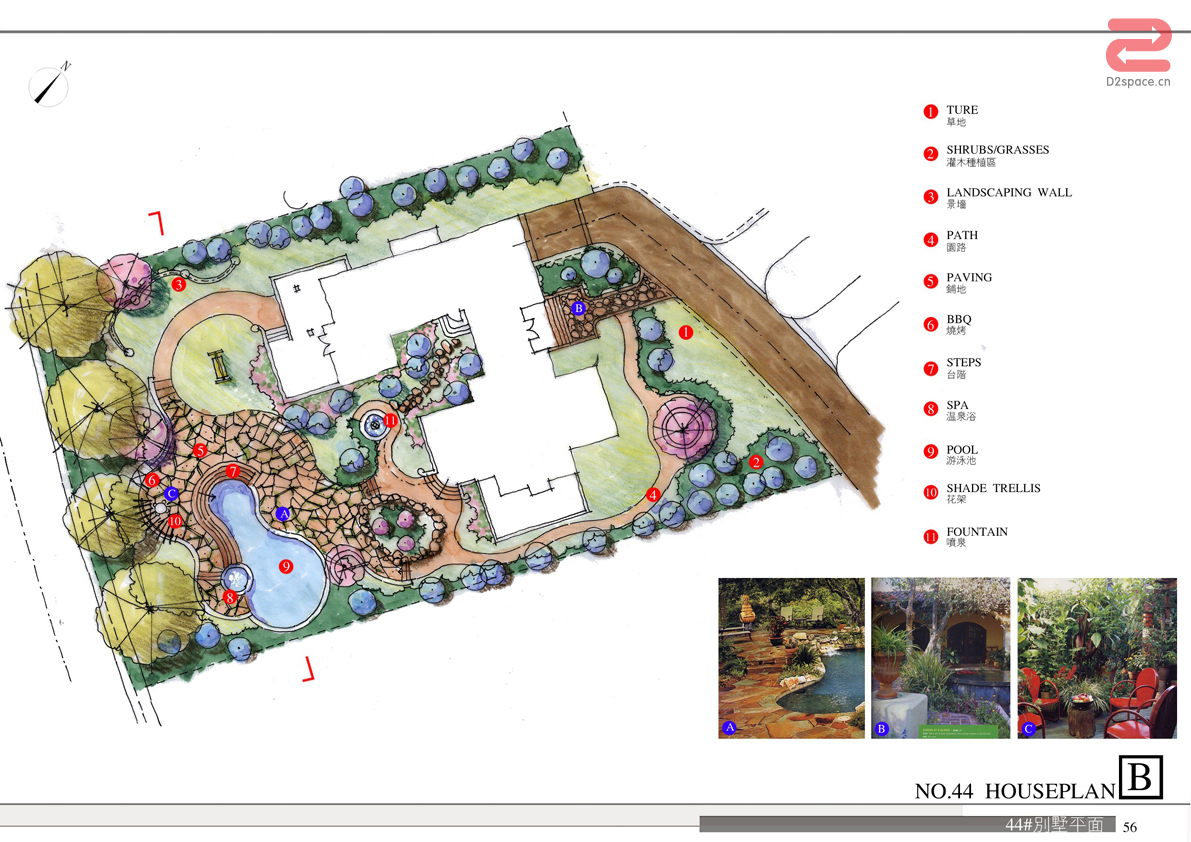 N
D2space.cn
1 TURE
草地
2 SHRUBS/GRASSES
灌木種植區
3 LANDSCAPING WALL
景墻
4 PATH
園路
5 PAVING
鋪地
6 BBQ
燒烤
7 STEPS
台階
8 SPA
溫泉浴
9 POOL
游泳池
10 SHADE TRELLIS
花架
11 FOUNTAIN
噴泉
3
B
1
11
5
7
2
6
C
4
A
10
9
8
A
B
C
NO.44 HOUSEPLAN B
44#別墅平面 56